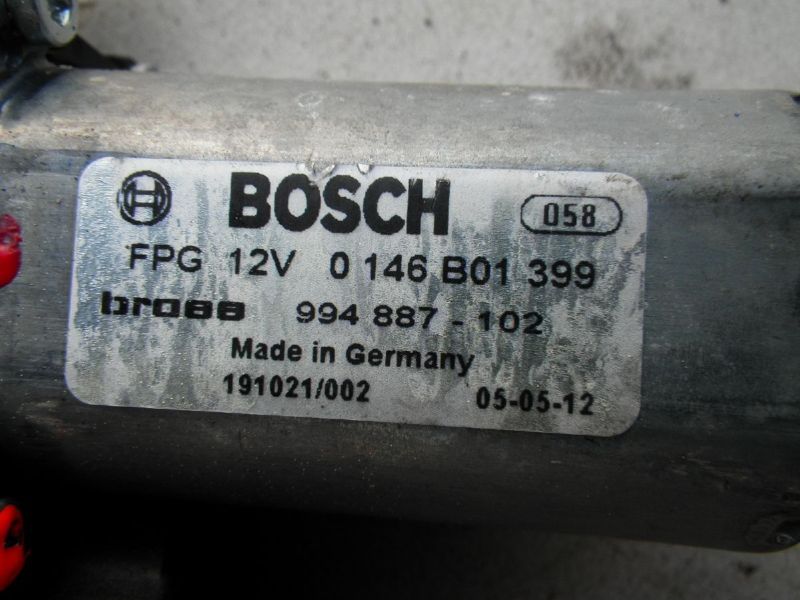 BOSCH 058
FPG 12V 0 146 B01 399
brose 994 887 - 102
Made in Germany
191021/002 05-05-12